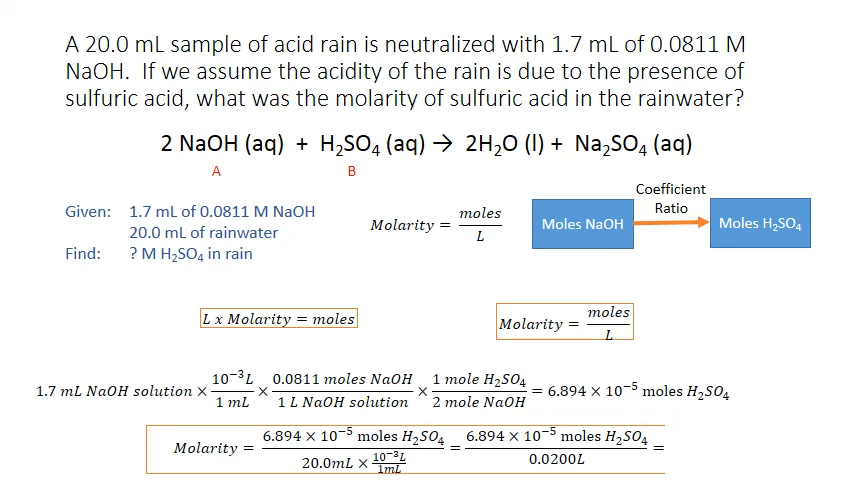 A 20.0 mL sample of acid rain is neutralized with 1.7 mL of 0.0811 M
NaOH.  If we assume the acidity of the rain is due to the presence of
sulfuric acid, what was the molarity of sulfuric acid in the rainwater?
2 NaOH (aq) + H₂SO₄ (aq) → 2H₂O (l) + Na₂SO₄ (aq)
A B
Given: 1.7 mL of 0.0811 M NaOH
20.0 mL of rainwater
Find: ? M H₂SO₄ in rain
Molarity = moles / L
Coefficient
Ratio
Moles NaOH
Moles H₂SO₄
L x Molarity = moles
Molarity = moles / L
1.7 mL NaOH solution × 10⁻³L / 1 mL × 0.0811 moles NaOH / 1 L NaOH solution × 1 mole H₂SO₄ / 2 mole NaOH = 6.894 × 10⁻⁵ moles H₂SO₄
Molarity = 6.894 × 10⁻⁵ moles H₂SO₄ / 20.0mL × 10⁻³L / 1mL = 6.894 × 10⁻⁵ moles H₂SO₄ / 0.0200L =